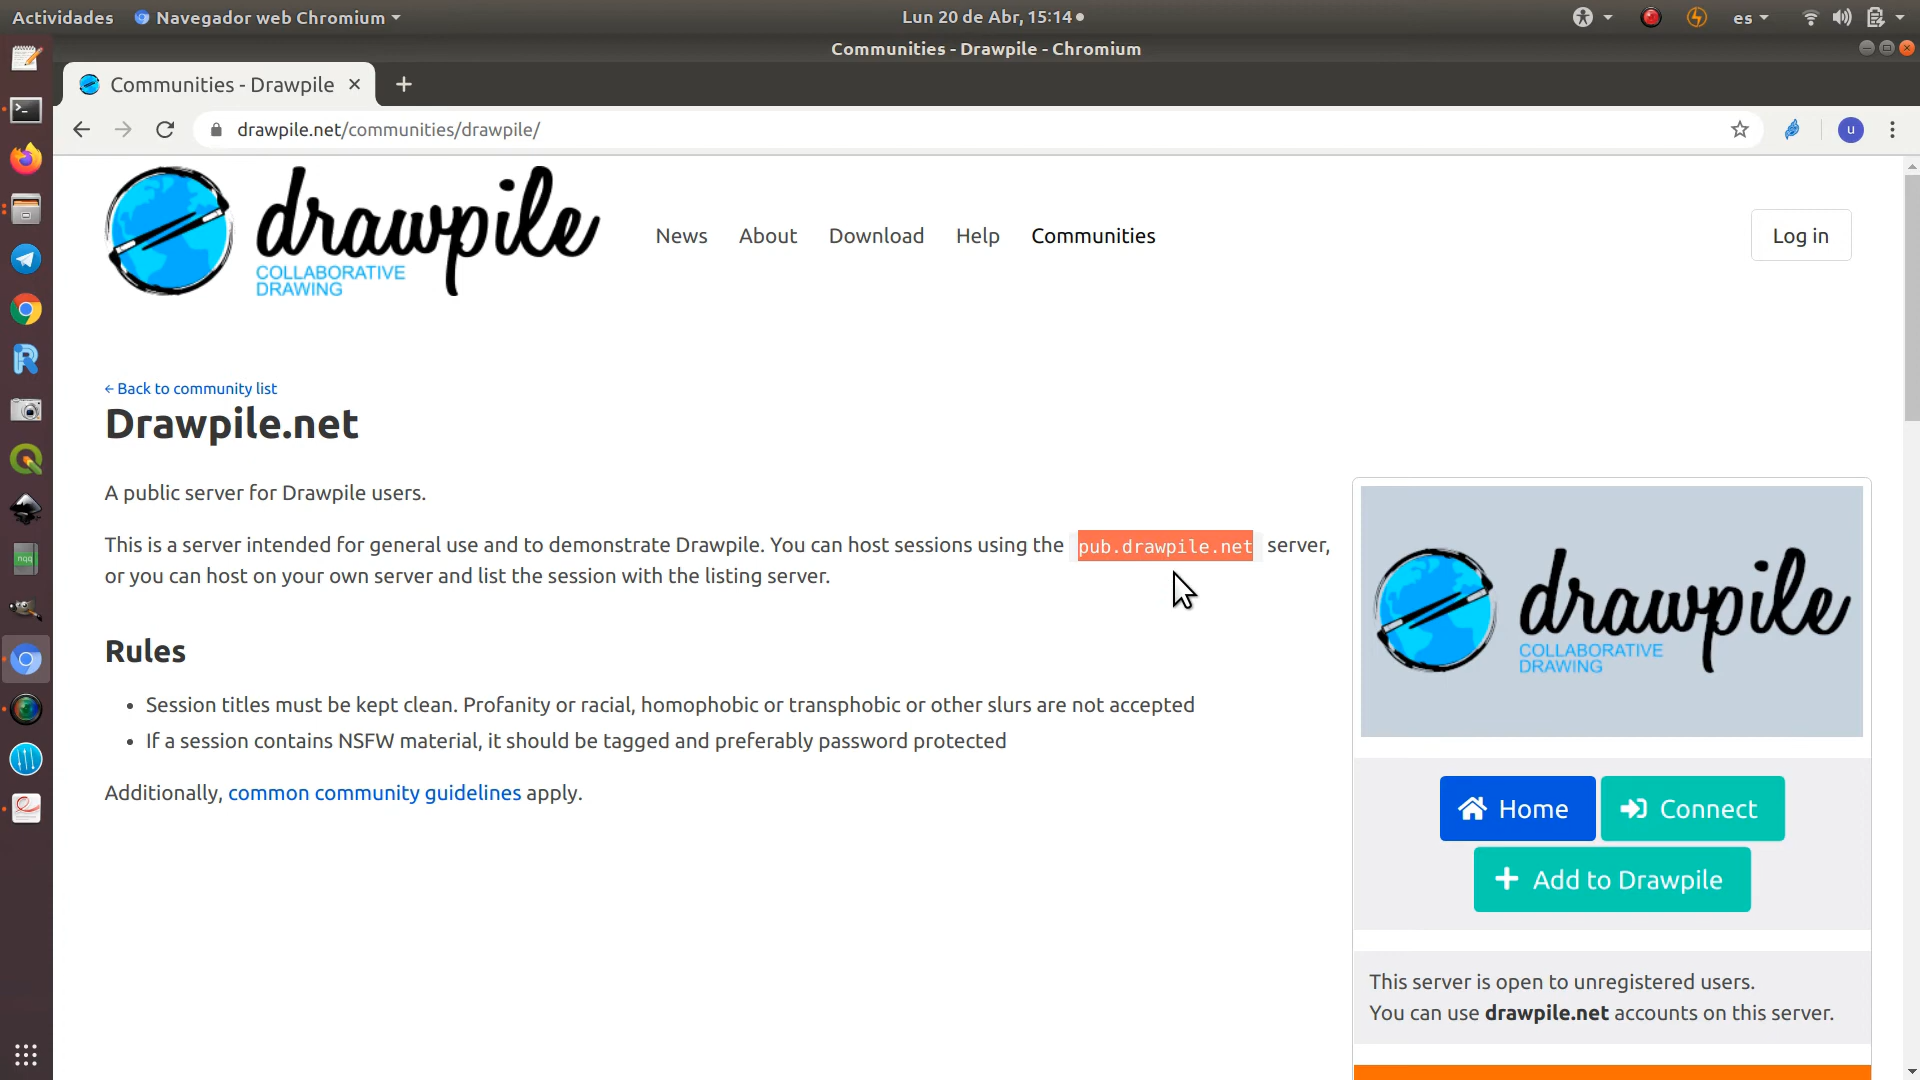 Actividades
Navegador web Chromium
Lun 20 de Abr, 15:14
es
Communities - Drawpile - Chromium
Communities - Drawpile
drawpile.net/communities/drawpile/
u
drawpile
COLLABORATIVE
DRAWING
News
About
Download
Help
Communities
Log in
← Back to community list
Drawpile.net
A public server for Drawpile users.
This is a server intended for general use and to demonstrate Drawpile. You can host sessions using the pub.drawpile.net server,
or you can host on your own server and list the session with the listing server.
Rules
• Session titles must be kept clean. Profanity or racial, homophobic or transphobic or other slurs are not accepted
• If a session contains NSFW material, it should be tagged and preferably password protected
Additionally, common community guidelines apply.
drawpile
COLLABORATIVE
DRAWING
Home
Connect
+ Add to Drawpile
This server is open to unregistered users.
You can use drawpile.net accounts on this server.
nqq